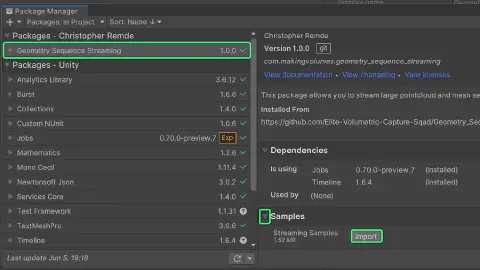 Package Manager
Packages: In Project Sort: Name ↓
Packages - Christopher Remde
Geometry Sequence Streaming 1.0.0
Packages - Unity
Analytics Library 3.6.12
Burst 1.6.6
Collections 1.4.0
Custom NUnit 1.0.6
Jobs 0.70.0-preview.7 Exp
Mathematics 1.2.6
Mono Cecil 1.11.4
Newtonsoft Json 3.0.2
Services Core 1.4.0
Test Framework 1.1.31
TextMeshPro 3.0.6
Timeline 1.6.4
Last update Jun 5, 16:16
Christopher Remde
Version 1.0.0 git
com.makingvolumes.geometry_sequence_streaming
View documentation • View changelog • View licenses
This package allows you to stream large pointcloud and mesh se
Installed From
https://github.com/Elite-Volumetric-Capture-Sqad/Geometry_Seq
Dependencies
Is using Jobs 0.70.0-preview.7 (installed)
Timeline 1.6.4 (installed)
Used by (None)
Samples
Streaming Samples Import
1.52 MB